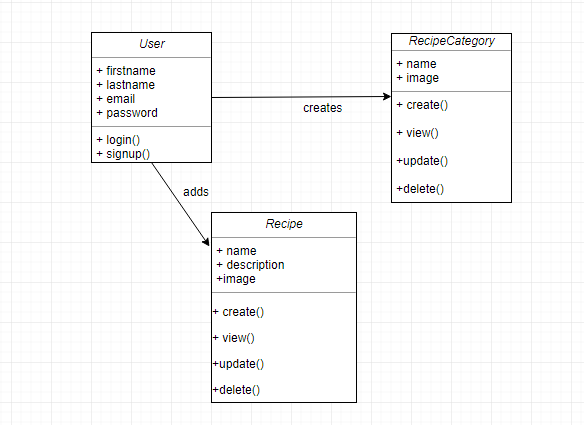 User
+ firstname
+ lastname
+ email
+ password
+ login()
+ signup()
creates
RecipeCategory
+ name
+ image
+ create()
+ view()
+update()
+delete()
adds
Recipe
+ name
+ description
+image
+ create()
+ view()
+update()
+delete()